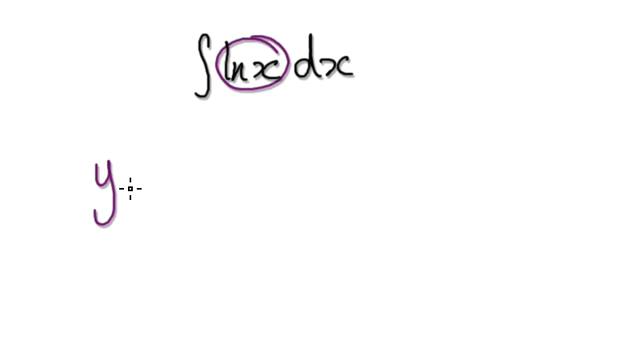 ∫ ln x dx
y